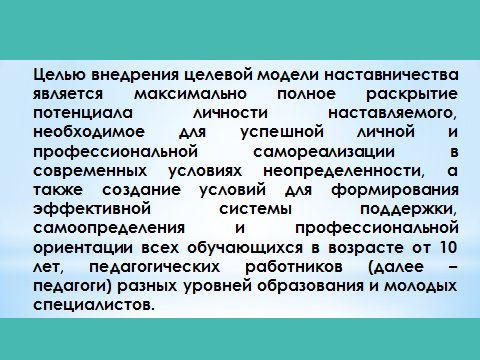 Целью внедрения целевой модели наставничества
является максимально полное раскрытие
потенциала личности наставляемого,
необходимое для успешной личной и
профессиональной самореализации в
современных условиях неопределенности, а
также создание условий для формирования
эффективной системы поддержки,
самоопределения и профессиональной
ориентации всех обучающихся в возрасте от 10
лет, педагогических работников (далее –
педагоги) разных уровней образования и молодых
специалистов.